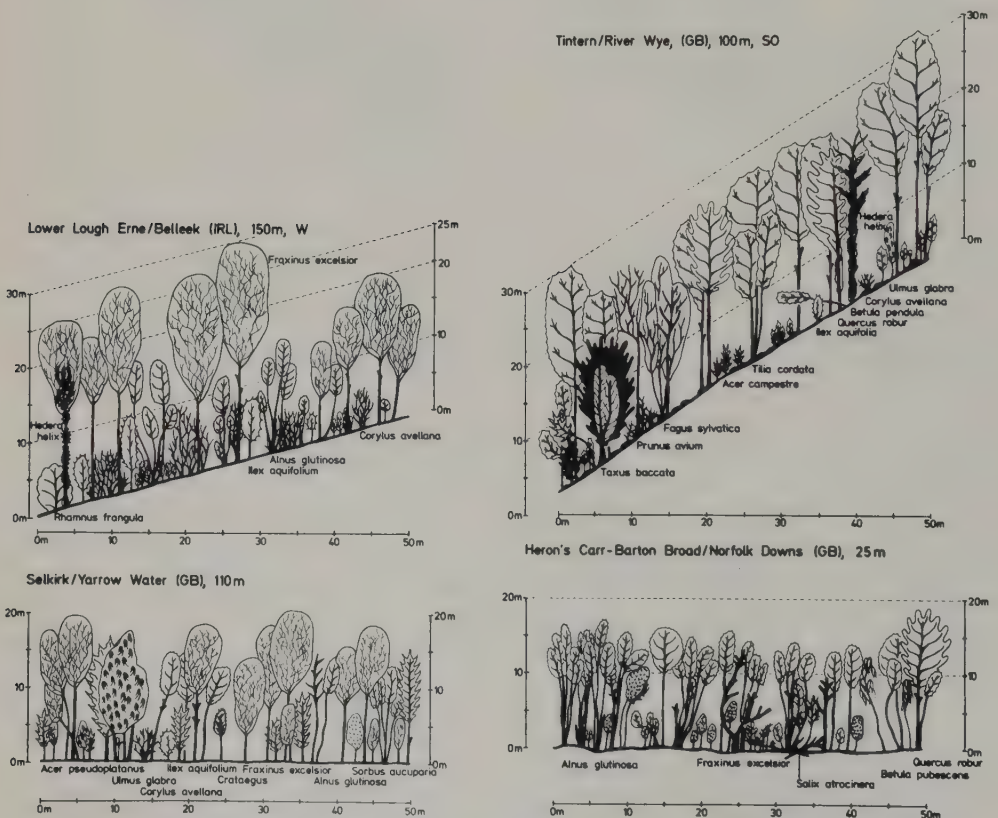 Lower Lough Erne/Belleek (IRL), 150m, W
25m
20
10
0m
30m
20
10
0m
Fraxinus excelsior
Hedera
helix
Corylus avellana
Alnus glutinosa
Ilex aquifolium
Rhamnus frangula
0m 10 20 30 40 50m
Tintern/River Wye, (GB), 100m, SO
30m
20
10
0m
30m
20
10
0m
Hedera
helix
Ulmus glabra
Corylus avellana
Betula pendula
Quercus robur
Ilex aquifolia
Tilia cordata
Acer campestre
Fagus sylvatica
Prunus avium
Taxus baccata
0m 10 20 30 40 50m
Selkirk/Yarrow Water (GB), 110m
20m
10
0m
20m
10
0m
Acer pseudoplatanus Ilex aquifolium Fraxinus excelsior Sorbus aucuparia
Ulmus glabra Crataegus Alnus glutinosa
Corylus avellana
0m 10 20 30 40 50m
Heron's Carr-Barton Broad/Norfolk Downs (GB), 25m
20m
10
0m
20m
10
0m
Alnus glutinosa Fraxinus excelsior Quercus robur
Betula pubescens
Salix atrocinera
0m 10 20 30 40 50m